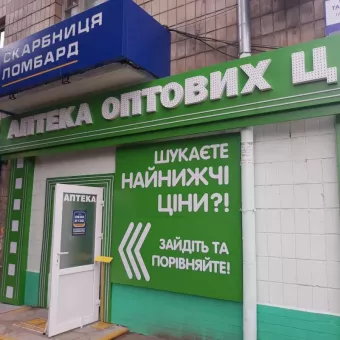 СКАРБНИЦЯ
ЛОМБАРД
АПТЕКА ОПТОВИХ Ц
ШУКАЄТЕ
НАЙНИЖЧІ
ЦІНИ?!
ЗАЙДІТЬ ТА
ПОРІВНЯЙТЕ!
АПТЕКА